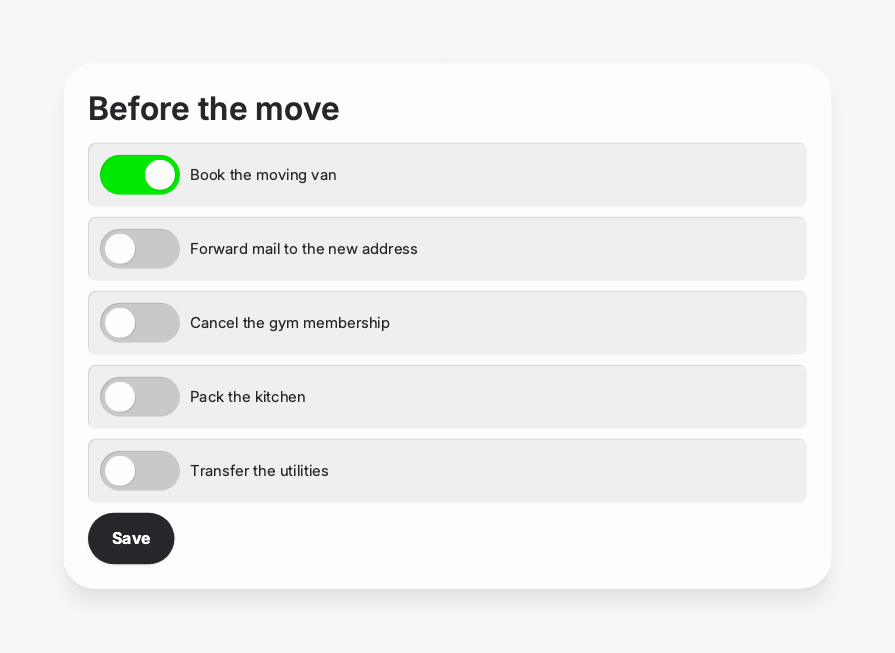 Before the move
Book the moving van
Forward mail to the new address
Cancel the gym membership
Pack the kitchen
Transfer the utilities
Save